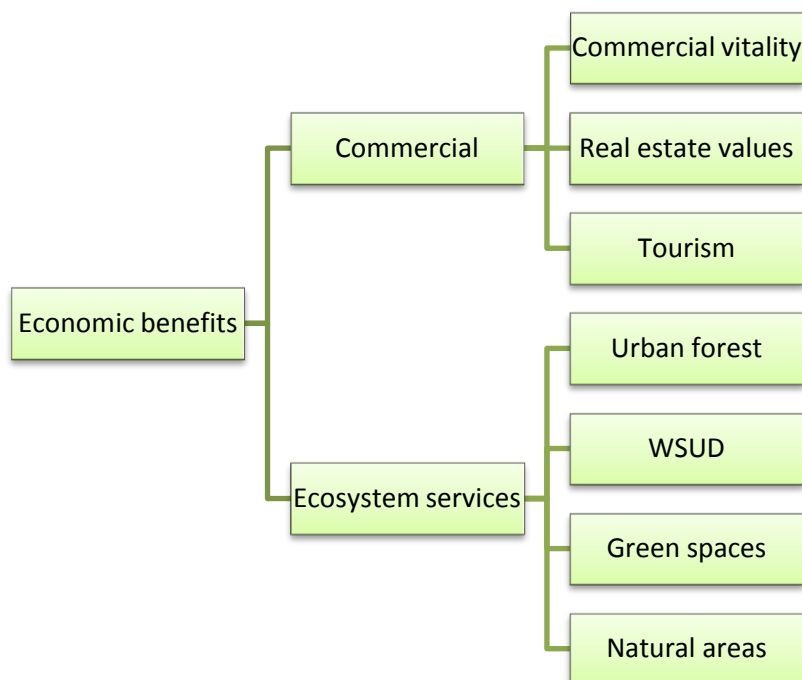 Economic benefits
Commercial
Commercial vitality
Real estate values
Tourism
Ecosystem services
Urban forest
WSUD
Green spaces
Natural areas